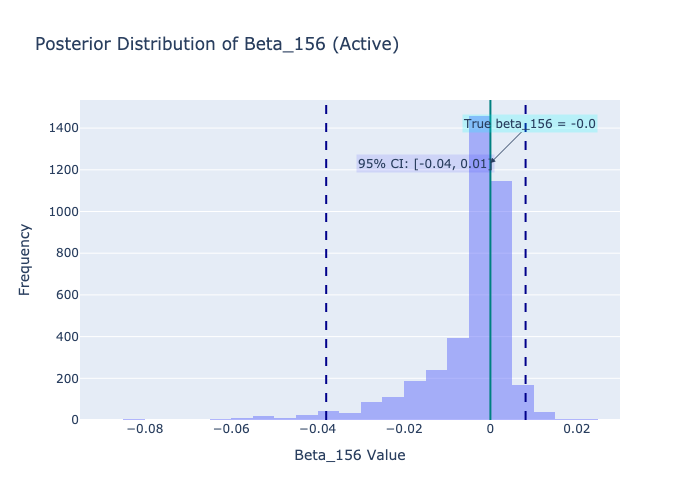 Posterior Distribution of Beta_156 (Active)
1400
1200
1000
800
600
400
200
0
Frequency
True beta_156 = -0.0
95% CI: [-0.04, 0.01]
−0.08
−0.06
−0.04
−0.02
0
0.02
Beta_156 Value